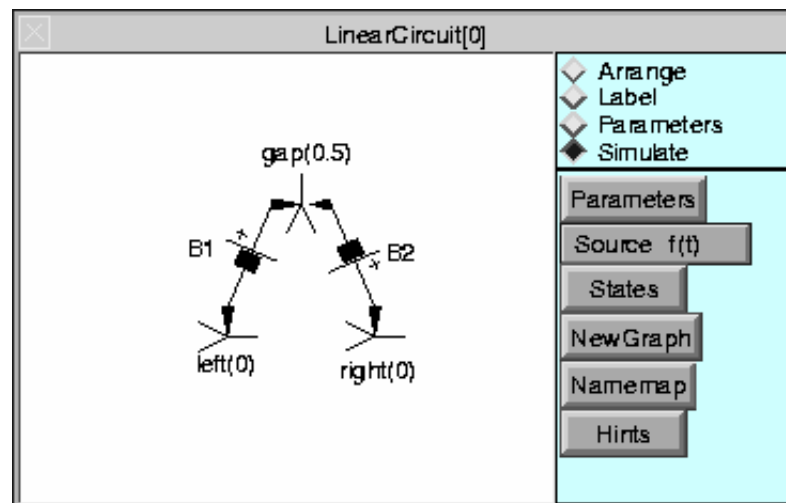 LinearCircuit[0]
gap(0.5)
B1
+
+
B2
left(0)
right(0)
Arrange
Label
Parameters
Simulate
Parameters
Source f(t)
States
NewGraph
Namemap
Hints